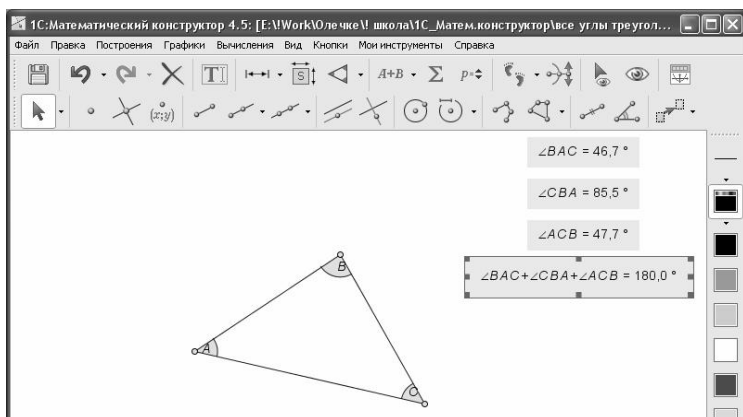 1С:Математический конструктор 4.5: [E:\!Work\Олечке\! школа\1С_Матем.конструктор\все углы треугол...
Файл Правка Построения Графики Вычисления Вид Кнопки Мои инструменты Справка
T S A+B Σ P=
(x;y)
∠BAC = 46,7 °
∠CBA = 85,5 °
∠ACB = 47,7 °
∠BAC+∠CBA+∠ACB = 180,0 °
B
A
C